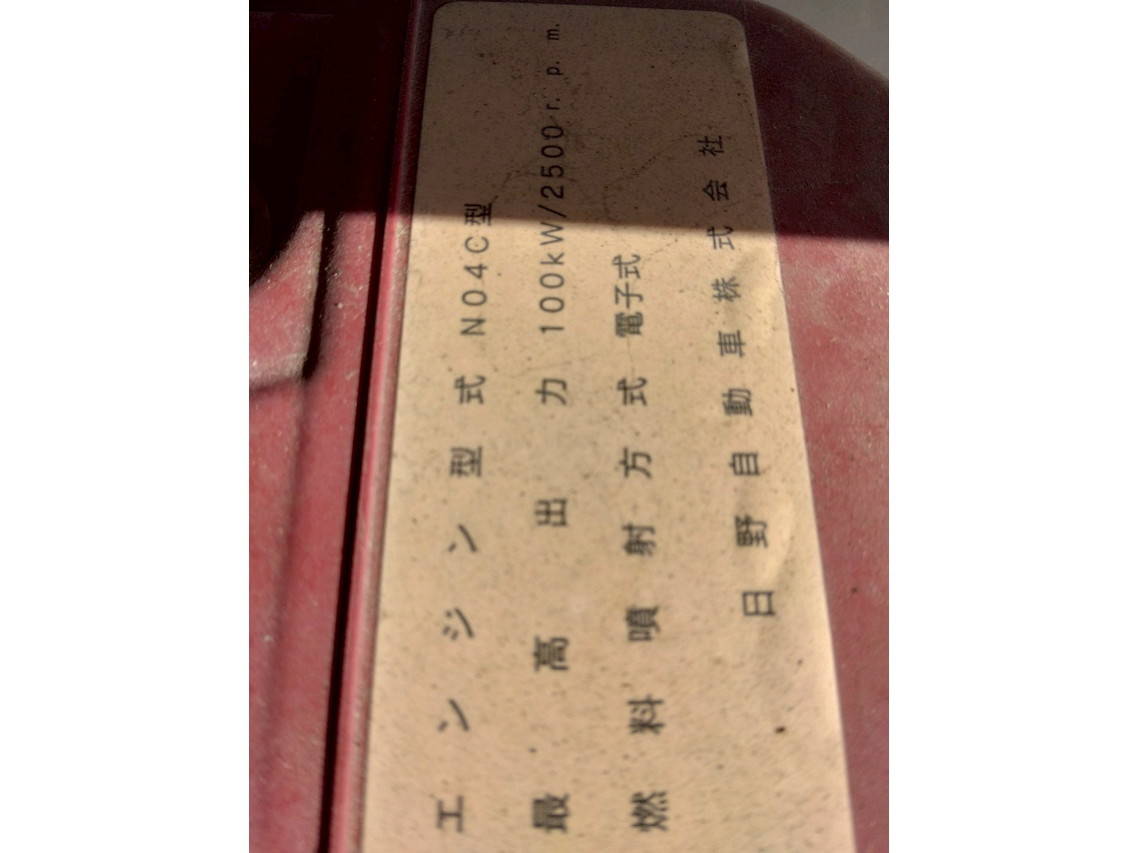 エンジン型式 N04C型
最高出力 100kW/2500r.p.m.
燃料噴射方式 電子式
日野自動車株式会社